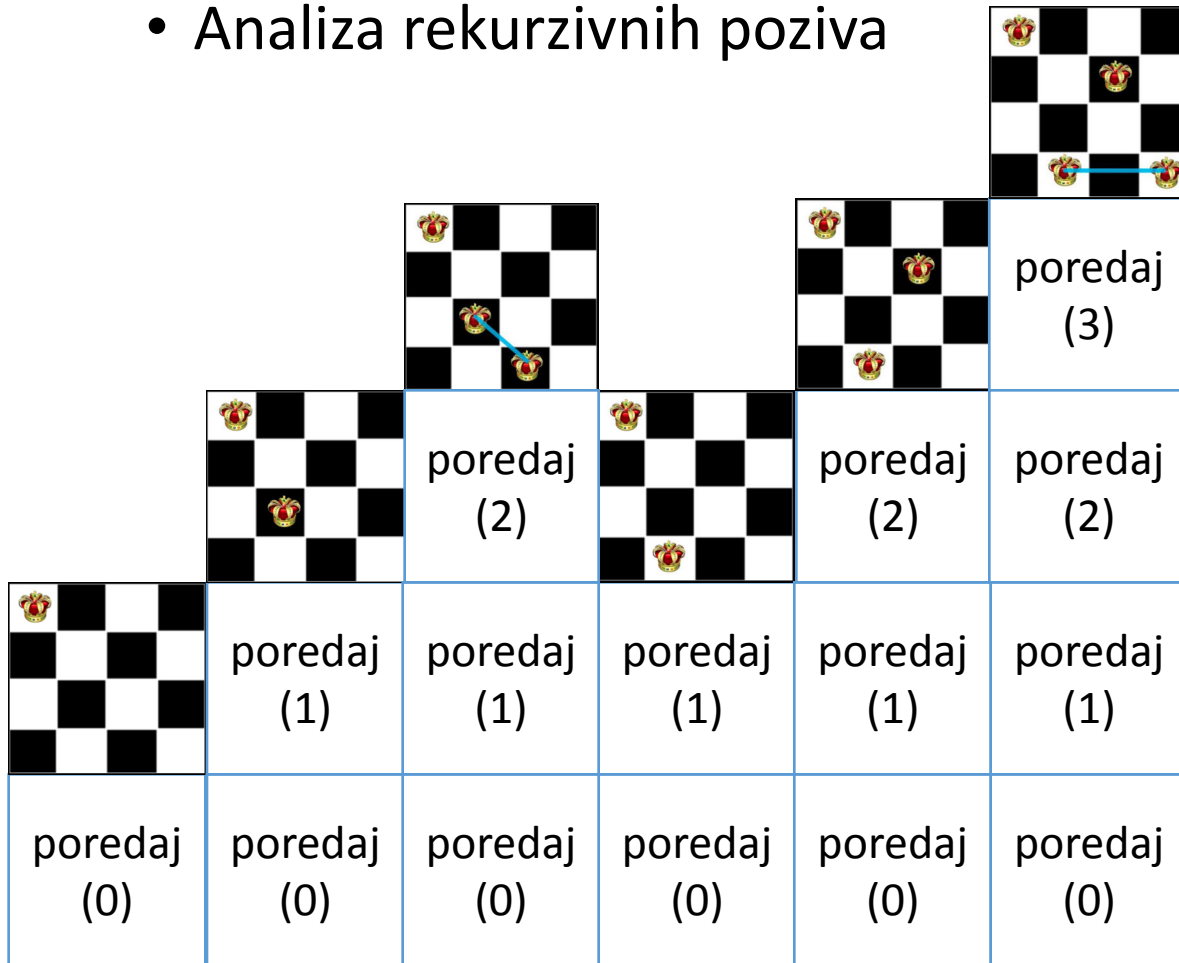 • Analiza rekurzivnih poziva
poredaj
(3)
poredaj
(2)
poredaj
(2)
poredaj
(2)
poredaj
(1)
poredaj
(1)
poredaj
(1)
poredaj
(1)
poredaj
(1)
poredaj
(0)
poredaj
(0)
poredaj
(0)
poredaj
(0)
poredaj
(0)
poredaj
(0)